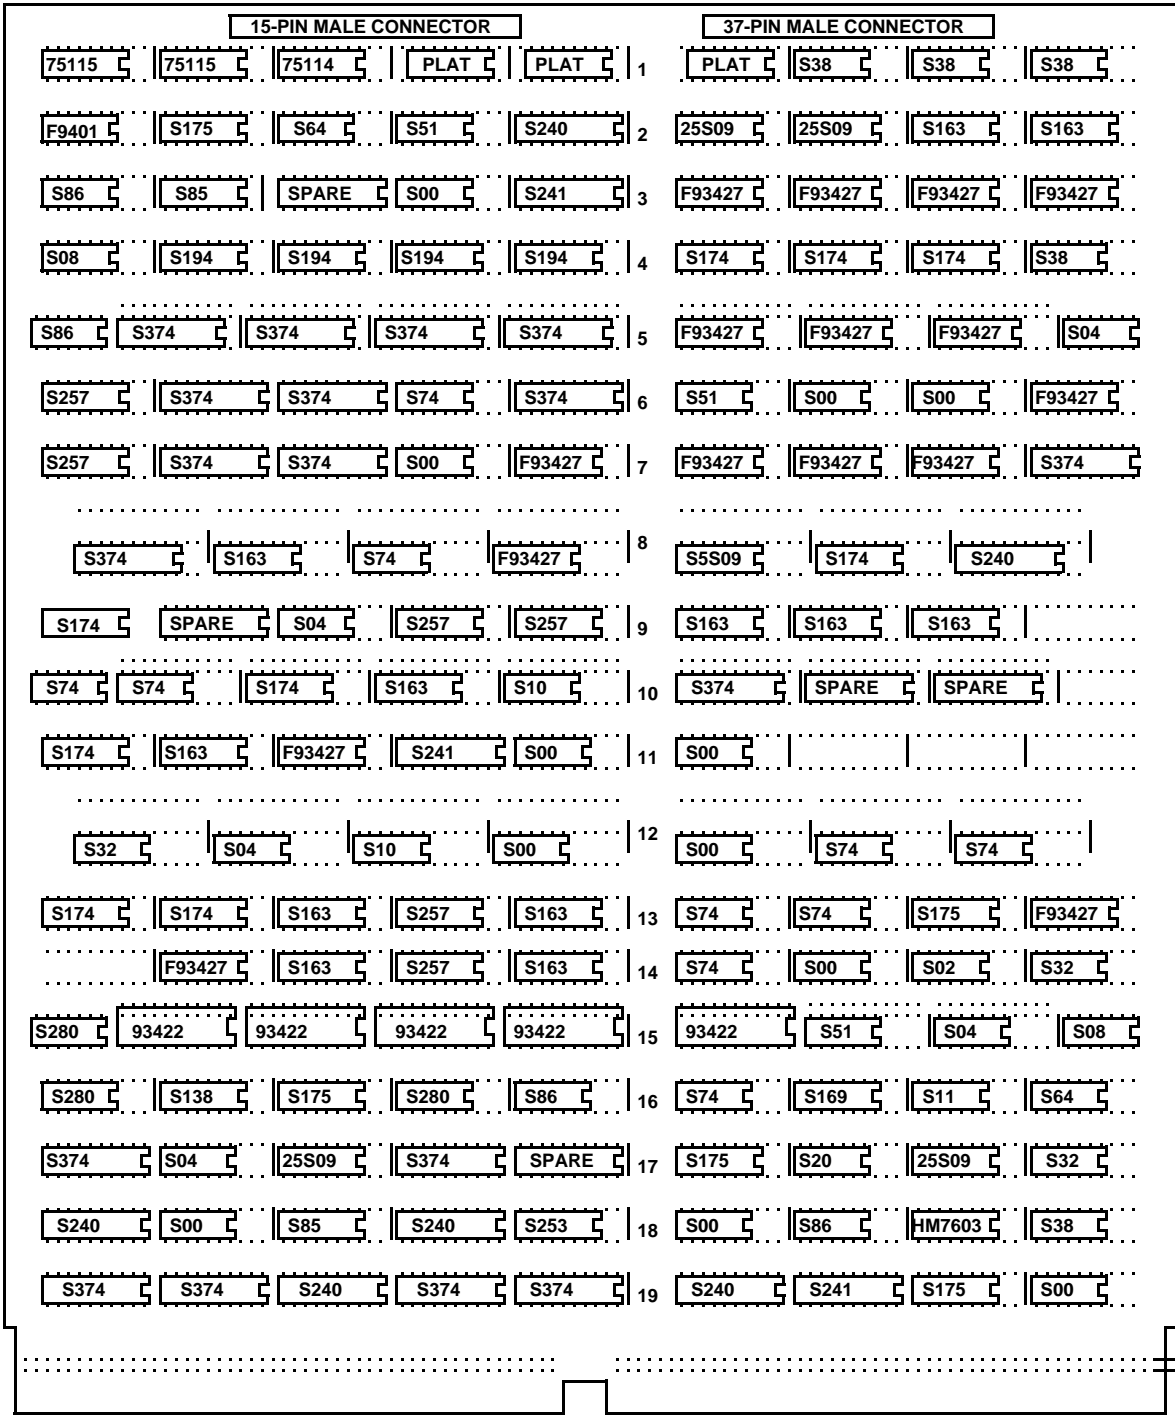 15-PIN MALE CONNECTOR 37-PIN MALE CONNECTOR
75115 75115 75114 PLAT PLAT 1 PLAT S38 S38 S38
F9401 S175 S64 S51 S240 2 25S09 25S09 S163 S163
S86 S85 SPARE S00 S241 3 F93427 F93427 F93427 F93427
S08 S194 S194 S194 S194 4 S174 S174 S174 S38
S86 S374 S374 S374 S374 5 F93427 F93427 F93427 S04
S257 S374 S374 S74 S374 6 S51 S00 S00 F93427
S257 S374 S374 S00 F93427 7 F93427 F93427 F93427 S374
S374 S163 S74 F93427 8 S5S09 S174 S240
S174 SPARE S04 S257 S257 9 S163 S163 S163
S74 S74 S174 S163 S10 10 S374 SPARE SPARE
S174 S163 F93427 S241 S00 11 S00
S32 S04 S10 S00 12 S00 S74 S74
S174 S174 S163 S257 S163 13 S74 S74 S175 F93427
F93427 S163 S257 S163 14 S74 S00 S02 S32
S280 93422 93422 93422 93422 15 93422 S51 S04 S08
S280 S138 S175 S280 S86 16 S74 S169 S11 S64
S374 S04 25S09 S374 SPARE 17 S175 S20 25S09 S32
S240 S00 S85 S240 S253 18 S00 S86 HM7603 S38
S374 S374 S240 S374 S374 19 S240 S241 S175 S00